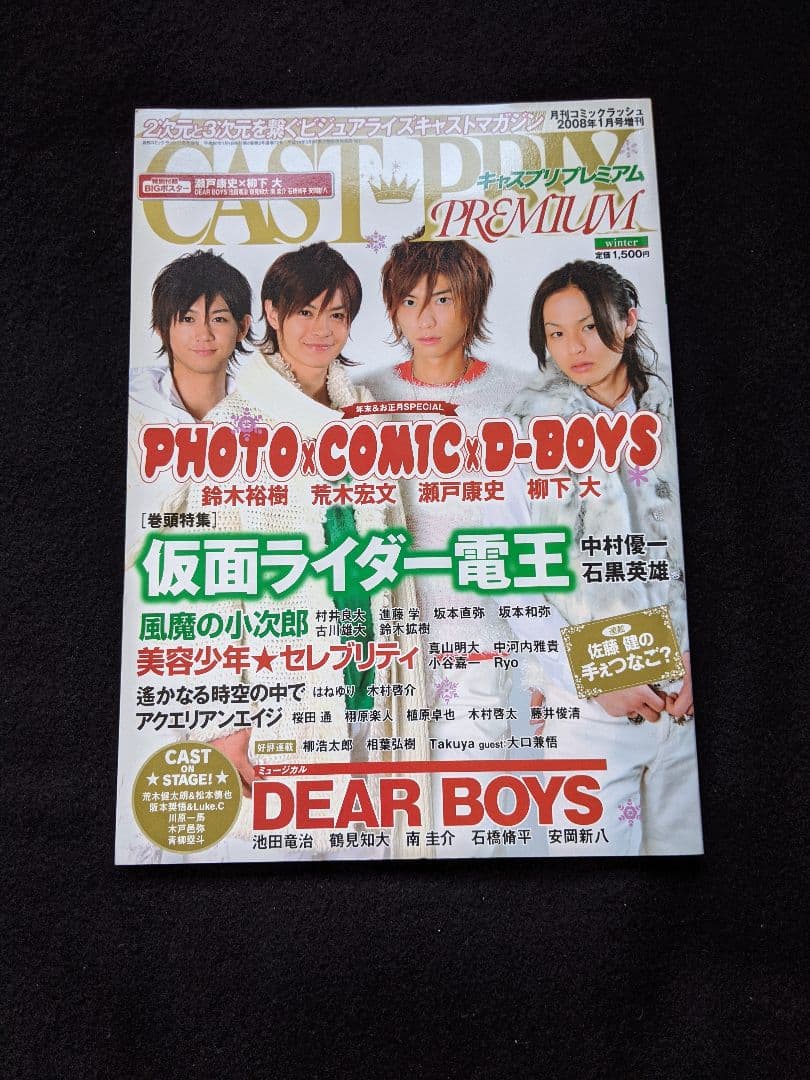 2次元と3次元を繋ぐビジュアライズキャストマガジン
月刊コミックラッシュ
2008年1月号増刊
特別付録
BIGポスター
瀬戸康史×柳下 大
CAST-PRIX
キャスプリプレミアム
PREMIUM
winter
定価1,500円
年末&お正月SPECIAL
PHOTO×COMIC×D-BOYS
鈴木裕樹 荒木宏文 瀬戸康史 柳下 大
[巻頭特集]
仮面ライダー電王
中村優一
石黒英雄
風魔の小次郎
村井良大 進藤 学 坂本直弥 坂本和弥
古川雄大 鈴木拡樹
美容少年★セレブリティ
真山明大 中河内雅貴
小谷嘉一 Ryo
佐藤 健の
手ぇつなご?
遙かなる時空の中で はねゆり 木村啓介
アクエリアンエイジ 桜田 通 栩原楽人 植原卓也 木村啓太 藤井俊清
好評連載 柳浩太郎 相葉弘樹 Takuya guest:大口兼悟
CAST
ON
★STAGE!★
荒木健太朗&松本慎也
阪本奨悟&Luke.C
川原一馬
木戸邑弥
青柳塁斗
ミュージカル
DEAR BOYS
池田竜治 鶴見知大 南 圭介 石橋脩平 安岡新八